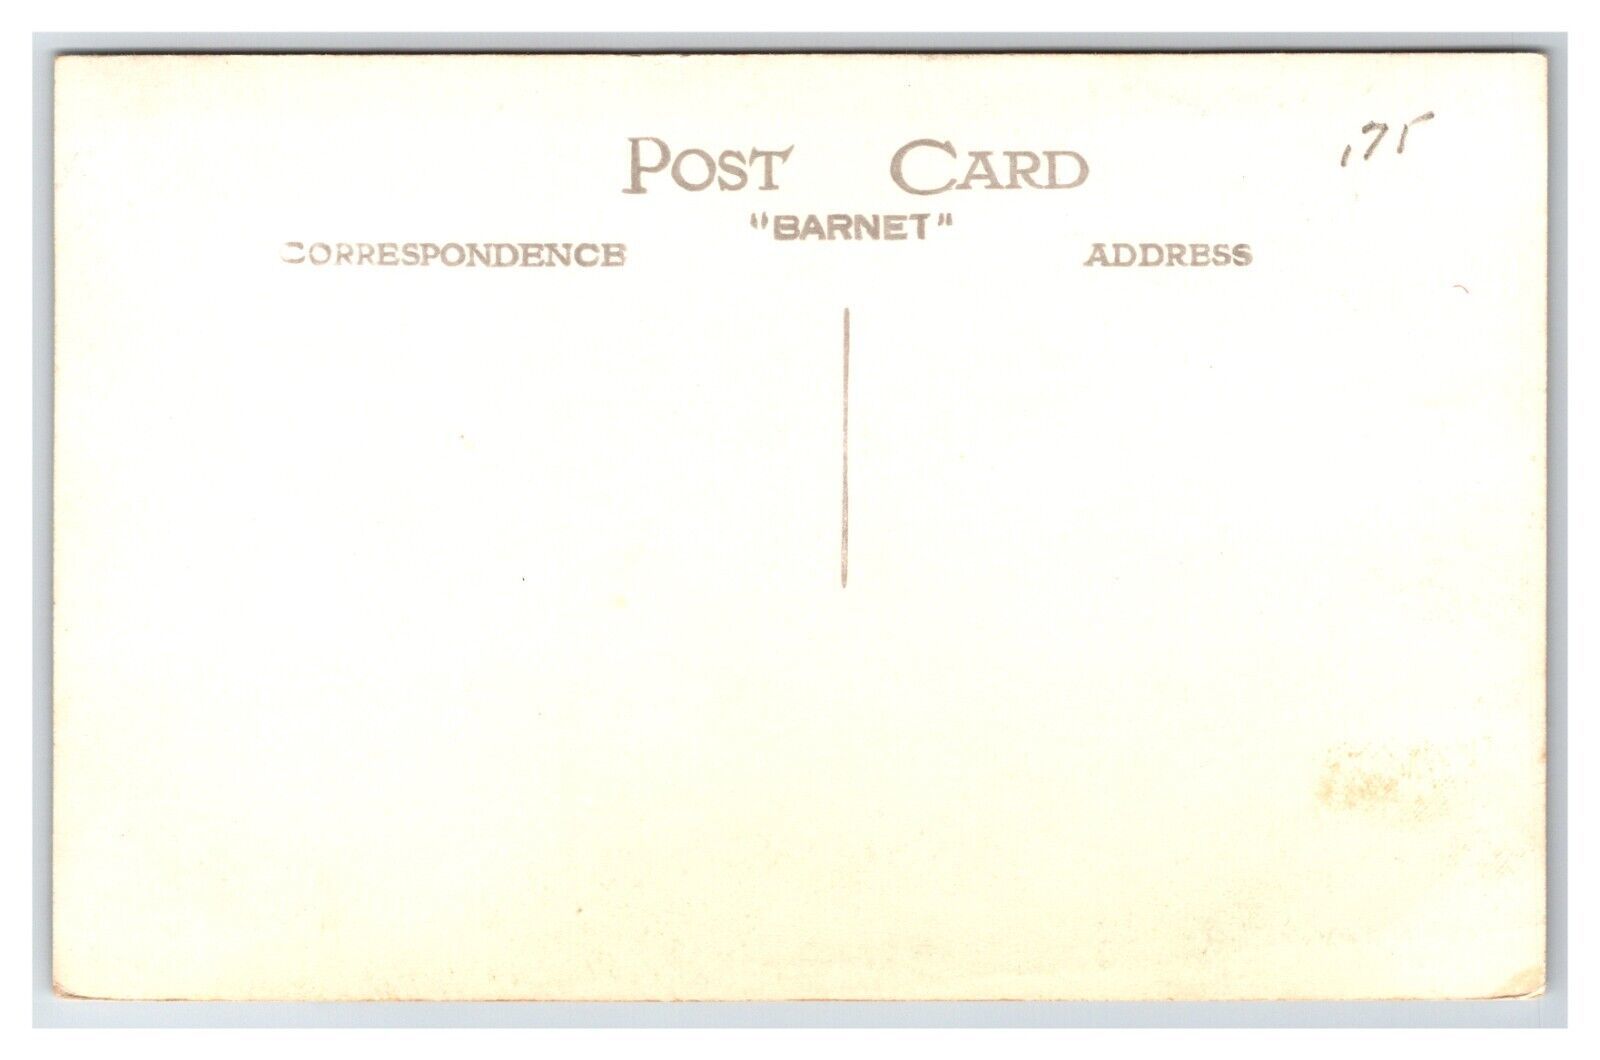 .75
POST CARD
"BARNET"
CORRESPONDENCE ADDRESS